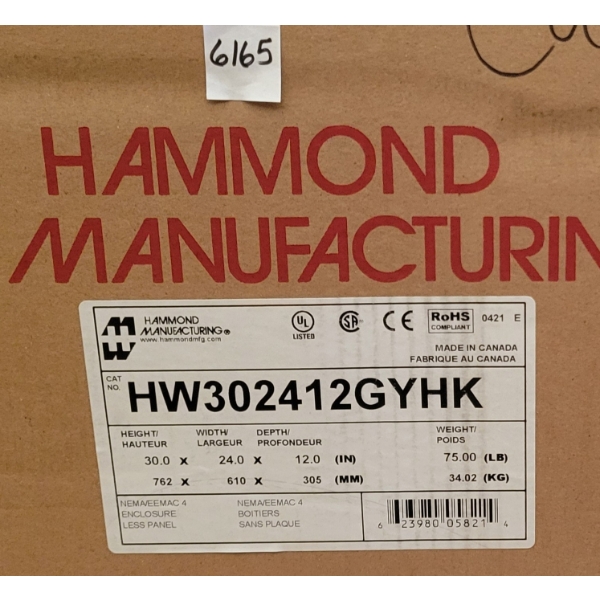 6165
HAMMOND
MANUFACTURIN
HAMMOND
MANUFACTURING®
www.hammondmfg.com
UL
LISTED
SA
CE
RoHS
COMPLIANT
0421 E
MADE IN CANADA
FABRIQUE AU CANADA
CAT
NO.
HW302412GYHK
HEIGHT/ WIDTH/ DEPTH/ WEIGHT/
HAUTEUR LARGEUR PROFONDEUR POIDS
30.0 X 24.0 X 12.0 (IN) 75.00 (LB)
762 X 610 X 305 (MM) 34.02 (KG)
NEMA/EEMAC 4 NEMA/EEMAC 4
ENCLOSURE BOITIERS
LESS PANEL SANS PLAQUE
6 23980 05821 4